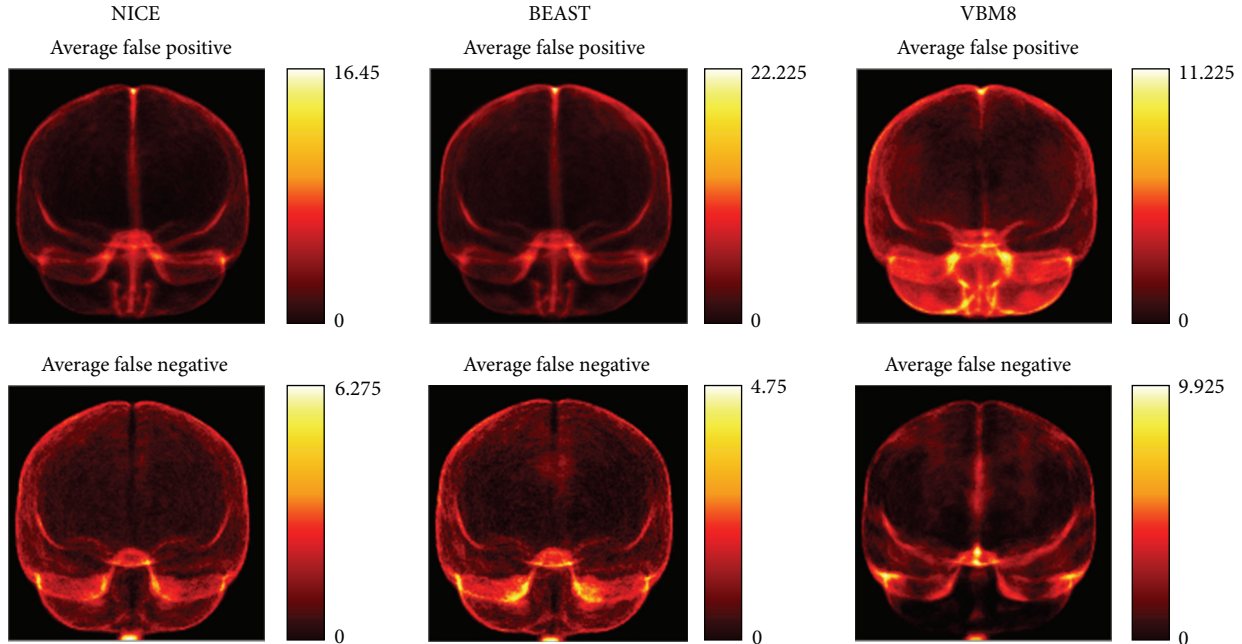 NICE
Average false positive
16.45
0
BEAST
Average false positive
22.225
0
VBM8
Average false positive
11.225
0
Average false negative
6.275
0
Average false negative
4.75
0
Average false negative
9.925
0